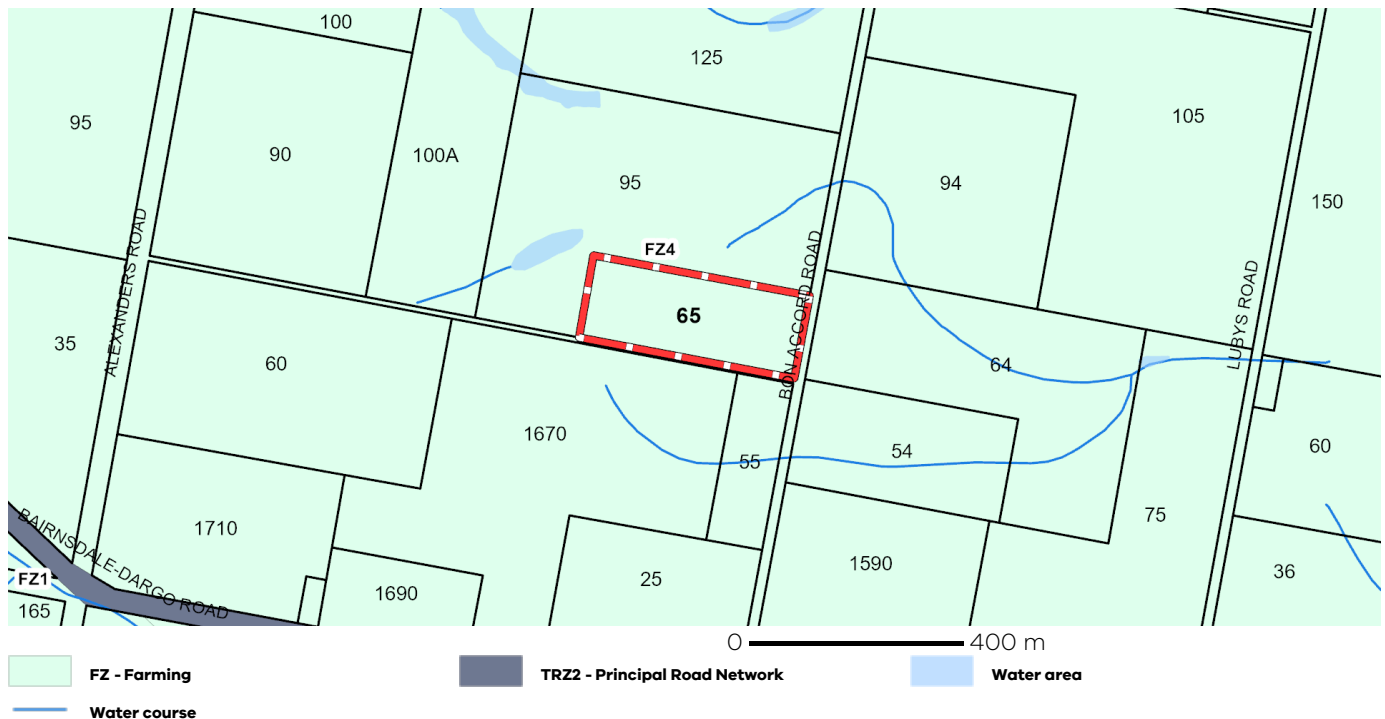 100
125
95
105
90
100A
95
94
150
FZ4
65
ALEXANDERS ROAD
BON ACCORD ROAD
LUBYS ROAD
35
60
64
1670
55
54
60
75
1710
25
1590
36
1690
BAIRNSDALE-DARGO ROAD
FZ1
165
0 400 m
FZ - Farming
TRZ2 - Principal Road Network
Water area
Water course